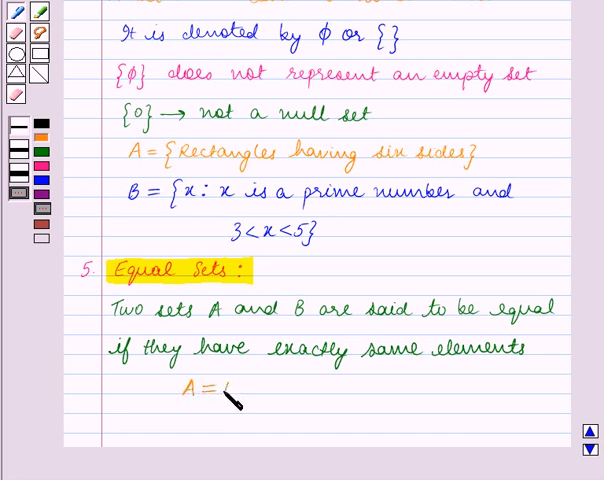 It is denoted by ϕ or { }
{ϕ} does not represent an empty set
{0} → not a null set
A = {Rectangles having six sides}
B = {x : x is a prime number and
3 < x < 5}
5. Equal Sets :
Two sets A and B are said to be equal
if they have exactly same elements
A =